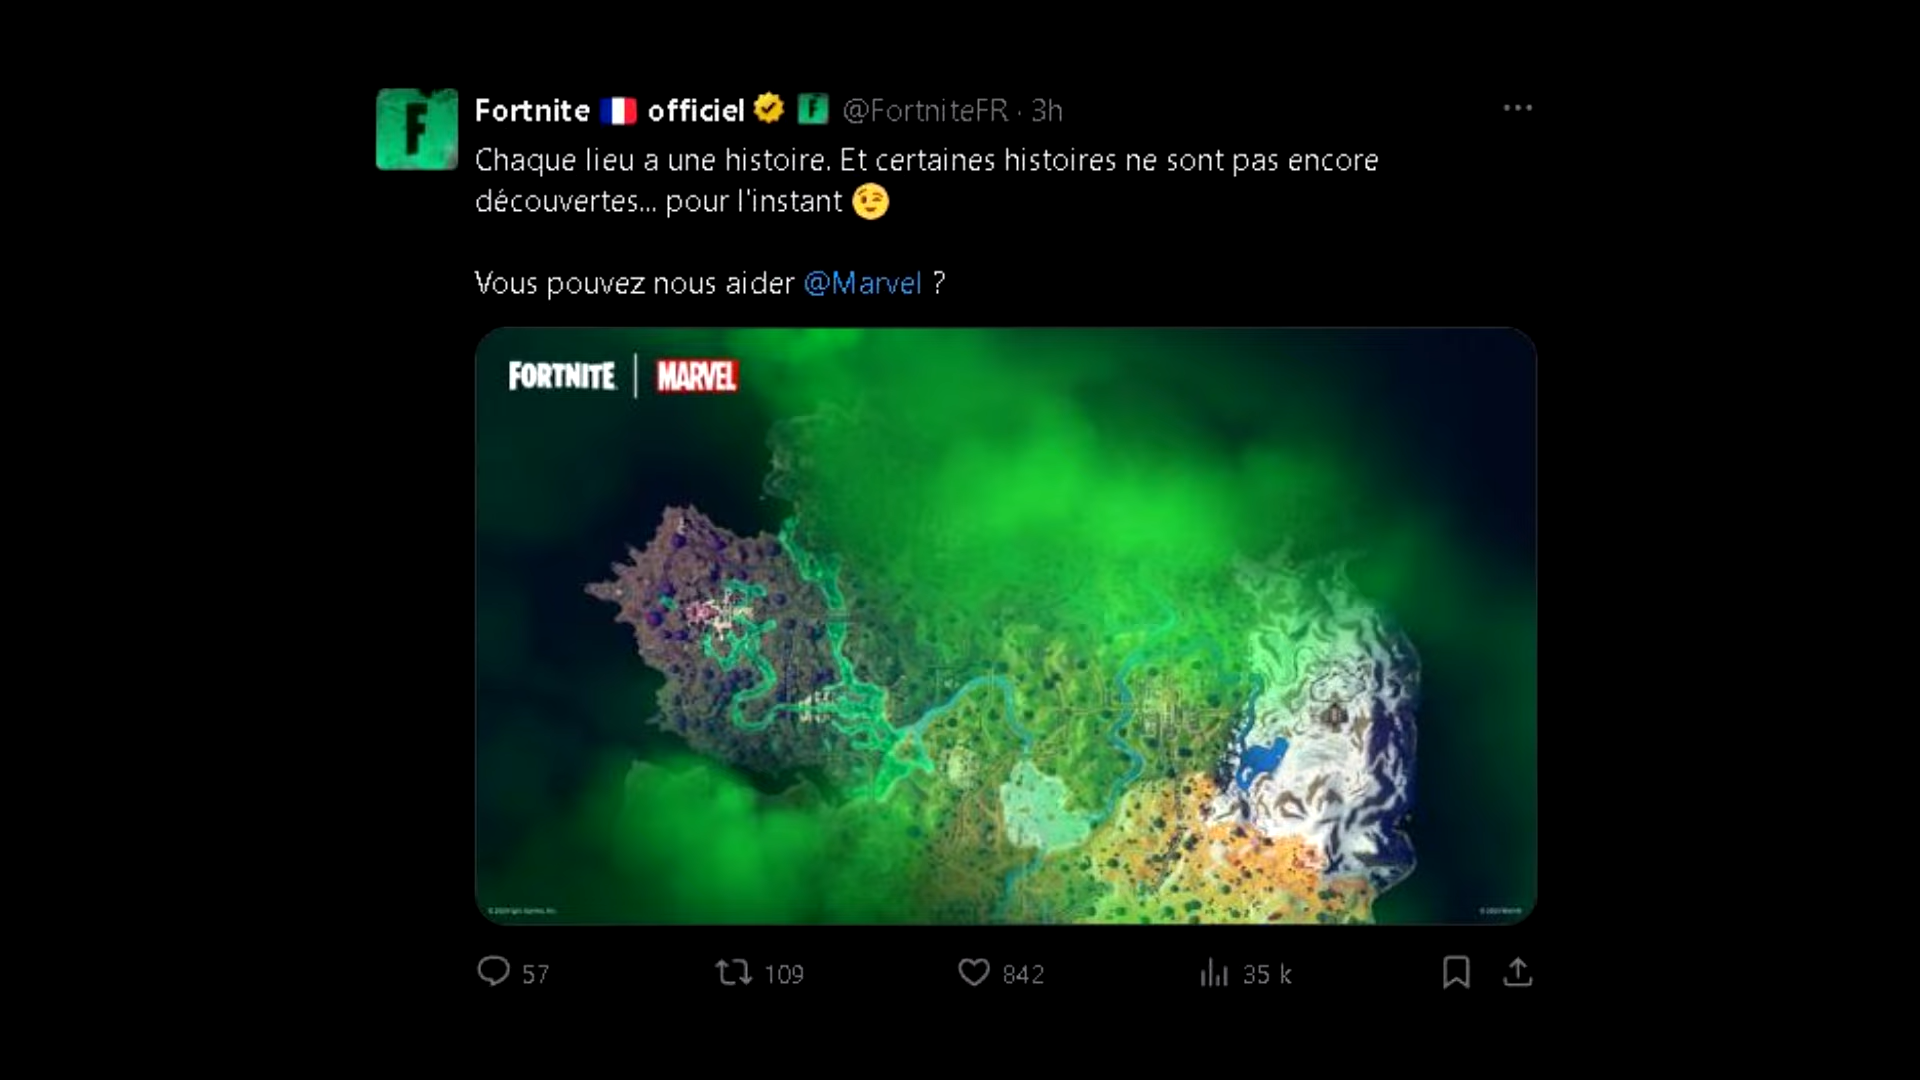 Fortnite 🇫🇷 officiel @FortniteFR · 3h
Chaque lieu a une histoire. Et certaines histoires ne sont pas encore
découvertes... pour l'instant 😉
Vous pouvez nous aider @Marvel ?
FORTNITE | MARVEL
57 109 842 35 k